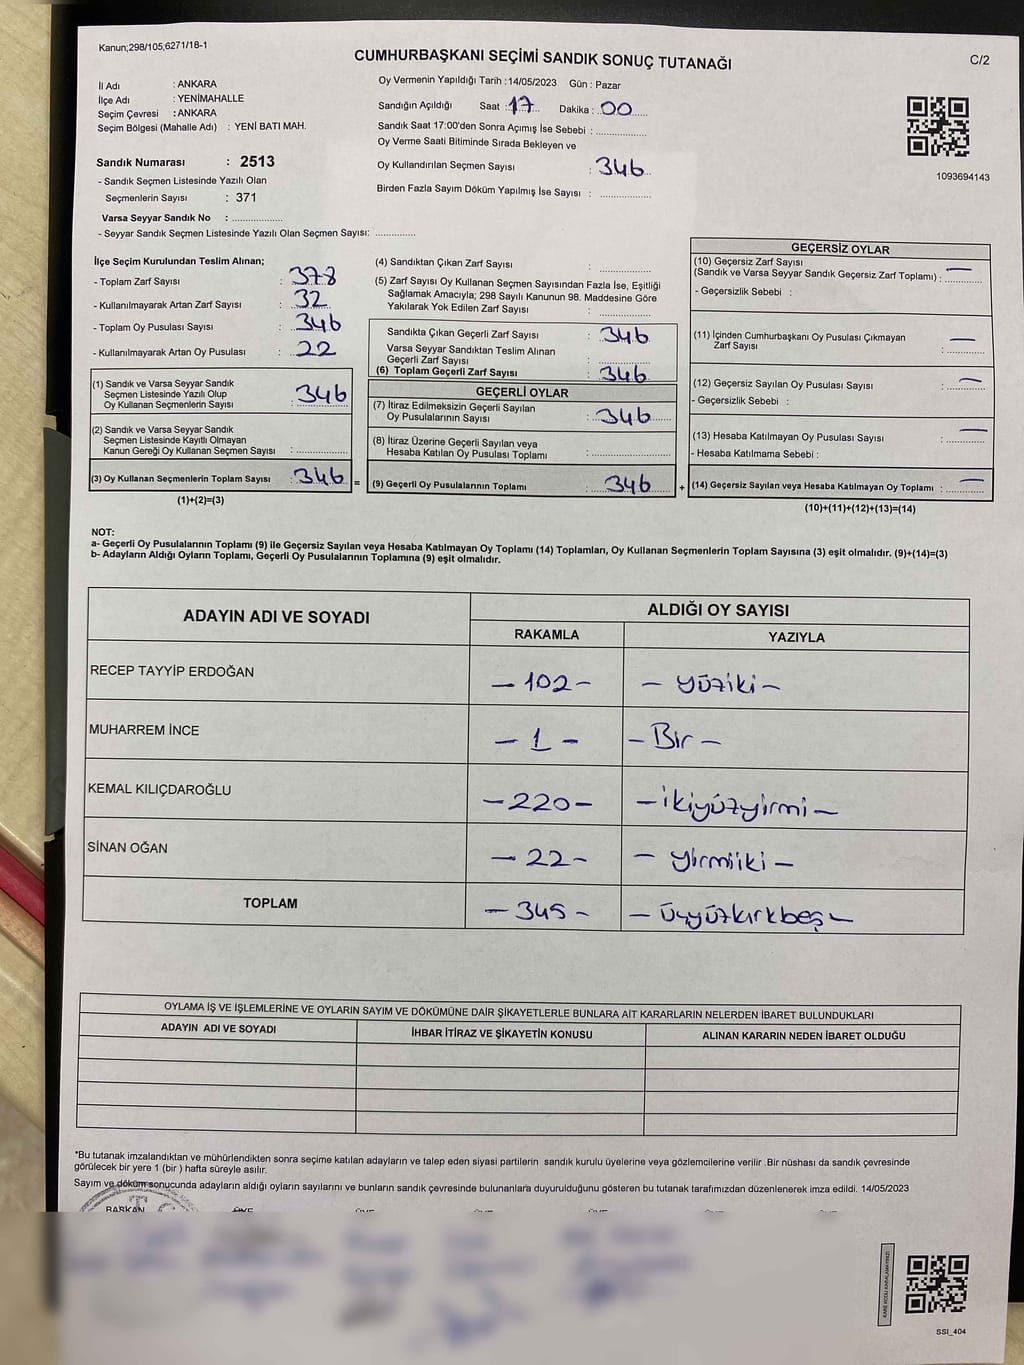 Kanun;298/105;6271/18-1
CUMHURBAŞKANI SEÇİMİ SANDIK SONUÇ TUTANAĞI
C/2
İl Adı : ANKARA
İlçe Adı : YENİMAHALLE
Seçim Çevresi : ANKARA
Seçim Bölgesi (Mahalle Adı) : YENİ BATI MAH.
Oy Vermenin Yapıldığı Tarih :14/05/2023 Gün : Pazar
Sandığın Açıldığı Saat : 17 Dakika : 00
Sandık Saat 17:00'den Sonra Açımış İse Sebebi :
Oy Verme Saati Bitiminde Sırada Bekleyen ve
Oy Kullandırılan Seçmen Sayısı : 346
Birden Fazla Sayım Döküm Yapılmış İse Sayısı :
1093694143
Sandık Numarası : 2513
- Sandık Seçmen Listesinde Yazılı Olan
Seçmenlerin Sayısı : 371
Varsa Seyyar Sandık No :
- Seyyar Sandık Seçmen Listesinde Yazılı Olan Seçmen Sayısı:
İlçe Seçim Kurulundan Teslim Alınan;
- Toplam Zarf Sayısı : 378
- Kullanılmayarak Artan Zarf Sayısı : 32
- Toplam Oy Pusulası Sayısı : 346
- Kullanılmayarak Artan Oy Pusulası : 22
(1) Sandık ve Varsa Seyyar Sandık
Seçmen Listesinde Yazılı Olup
Oy Kullanan Seçmenlerin Sayısı : 346
(2) Sandık ve Varsa Seyyar Sandık
Seçmen Listesinde Kayıtlı Olmayan
Kanun Gereği Oy Kullanan Seçmen Sayısı :
(3) Oy Kullanan Seçmenlerin Toplam Sayısı : 346 =
(1)+(2)=(3)
(4) Sandıktan Çıkan Zarf Sayısı :
(5) Zarf Sayısı Oy Kullanan Seçmen Sayısından Fazla İse, Eşitliği
Sağlamak Amacıyla; 298 Sayılı Kanunun 98. Maddesine Göre
Yakılarak Yok Edilen Zarf Sayısı :
Sandıkta Çıkan Geçerli Zarf Sayısı : 346
Varsa Seyyar Sandıktan Teslim Alınan
Geçerli Zarf Sayısı :
(6) Toplam Geçerli Zarf Sayısı : 346
GEÇERLİ OYLAR
(7) İtiraz Edilmeksizin Geçerli Sayılan
Oy Pusulalarının Sayısı : 346
(8) İtiraz Üzerine Geçerli Sayılan veya
Hesaba Katılan Oy Pusulası Toplamı :
(9) Geçerli Oy Pusulalarının Toplamı : 346 +
GEÇERSİZ OYLAR
(10) Geçersiz Zarf Sayısı
(Sandık ve Varsa Seyyar Sandık Geçersiz Zarf Toplamı) : —
- Geçersizlik Sebebi :
(11) İçinden Cumhurbaşkanı Oy Pusulası Çıkmayan
Zarf Sayısı : —
(12) Geçersiz Sayılan Oy Pusulası Sayısı : —
- Geçersizlik Sebebi :
(13) Hesaba Katılmayan Oy Pusulası Sayısı : —
- Hesaba Katılmama Sebebi :
(14) Geçersiz Sayılan veya Hesaba Katılmayan Oy Toplamı : —
(10)+(11)+(12)+(13)=(14)
NOT:
a- Geçerli Oy Pusulalarının Toplamı (9) ile Geçersiz Sayılan veya Hesaba Katılmayan Oy Toplamı (14) Toplamları, Oy Kullanan Seçmenlerin Toplam Sayısına (3) eşit olmalıdır. (9)+(14)=(3)
b- Adayların Aldığı Oyların Toplamı, Geçerli Oy Pusulalarının Toplamına (9) eşit olmalıdır.
ADAYIN ADI VE SOYADI
ALDIĞI OY SAYISI
RAKAMLA YAZIYLA
RECEP TAYYİP ERDOĞAN – 102 – – yüziki –
MUHARREM İNCE – 1 – – Bir –
KEMAL KILIÇDAROĞLU – 220 – – ikiyüzyirmi –
SİNAN OĞAN – 22 – – yirmiiki –
TOPLAM – 345 – – üçyüzkırkbeş –
OYLAMA İŞ VE İŞLEMLERİNE VE OYLARIN SAYIM VE DÖKÜMÜNE DAİR ŞİKAYETLERLE BUNLARA AİT KARARLARIN NELERDEN İBARET BULUNDUKLARI
ADAYIN ADI VE SOYADI İHBAR İTİRAZ VE ŞİKAYETİN KONUSU ALINAN KARARIN NEDEN İBARET OLDUĞU
*Bu tutanak imzalandıktan ve mühürlendikten sonra seçime katılan adayların ve talep eden siyasi partilerin sandık kurulu üyelerine veya gözlemcilerine verilir .Bir nüshası da sandık çevresinde
görülecek bir yere 1 (bir ) hafta süreyle asılır.
Sayım ve döküm sonucunda adayların aldığı oyların sayılarını ve bunların sandık çevresinde bulunanlara duyurulduğunu gösteren bu tutanak tarafımızdan düzenlenerek imza edildi. 14/05/2023
BAŞKAN
SSI_404